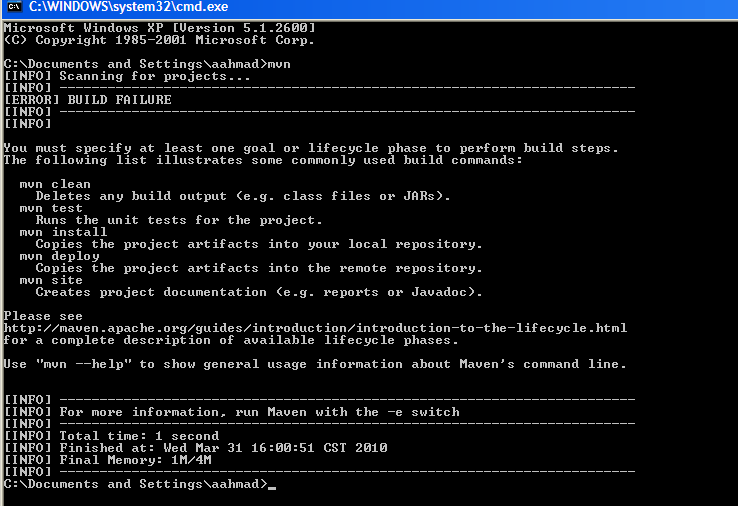 C:\WINDOWS\system32\cmd.exe
Microsoft Windows XP [Version 5.1.2600]
(C) Copyright 1985-2001 Microsoft Corp.
C:\Documents and Settings\aahmad>mvn
[INFO] Scanning for projects...
[INFO] ------------------------------------------------------------------------
[ERROR] BUILD FAILURE
[INFO] ------------------------------------------------------------------------
[INFO]
You must specify at least one goal or lifecycle phase to perform build steps.
The following list illustrates some commonly used build commands:
mvn clean
Deletes any build output (e.g. class files or JARs).
mvn test
Runs the unit tests for the project.
mvn install
Copies the project artifacts into your local repository.
mvn deploy
Copies the project artifacts into the remote repository.
mvn site
Creates project documentation (e.g. reports or Javadoc).
Please see
http://maven.apache.org/guides/introduction/introduction-to-the-lifecycle.html
for a complete description of available lifecycle phases.
Use "mvn --help" to show general usage information about Maven's command line.
[INFO] ------------------------------------------------------------------------
[INFO] For more information, run Maven with the -e switch
[INFO] ------------------------------------------------------------------------
[INFO] Total time: 1 second
[INFO] Finished at: Wed Mar 31 16:00:51 CST 2010
[INFO] Final Memory: 1M/4M
[INFO] ------------------------------------------------------------------------
C:\Documents and Settings\aahmad>_